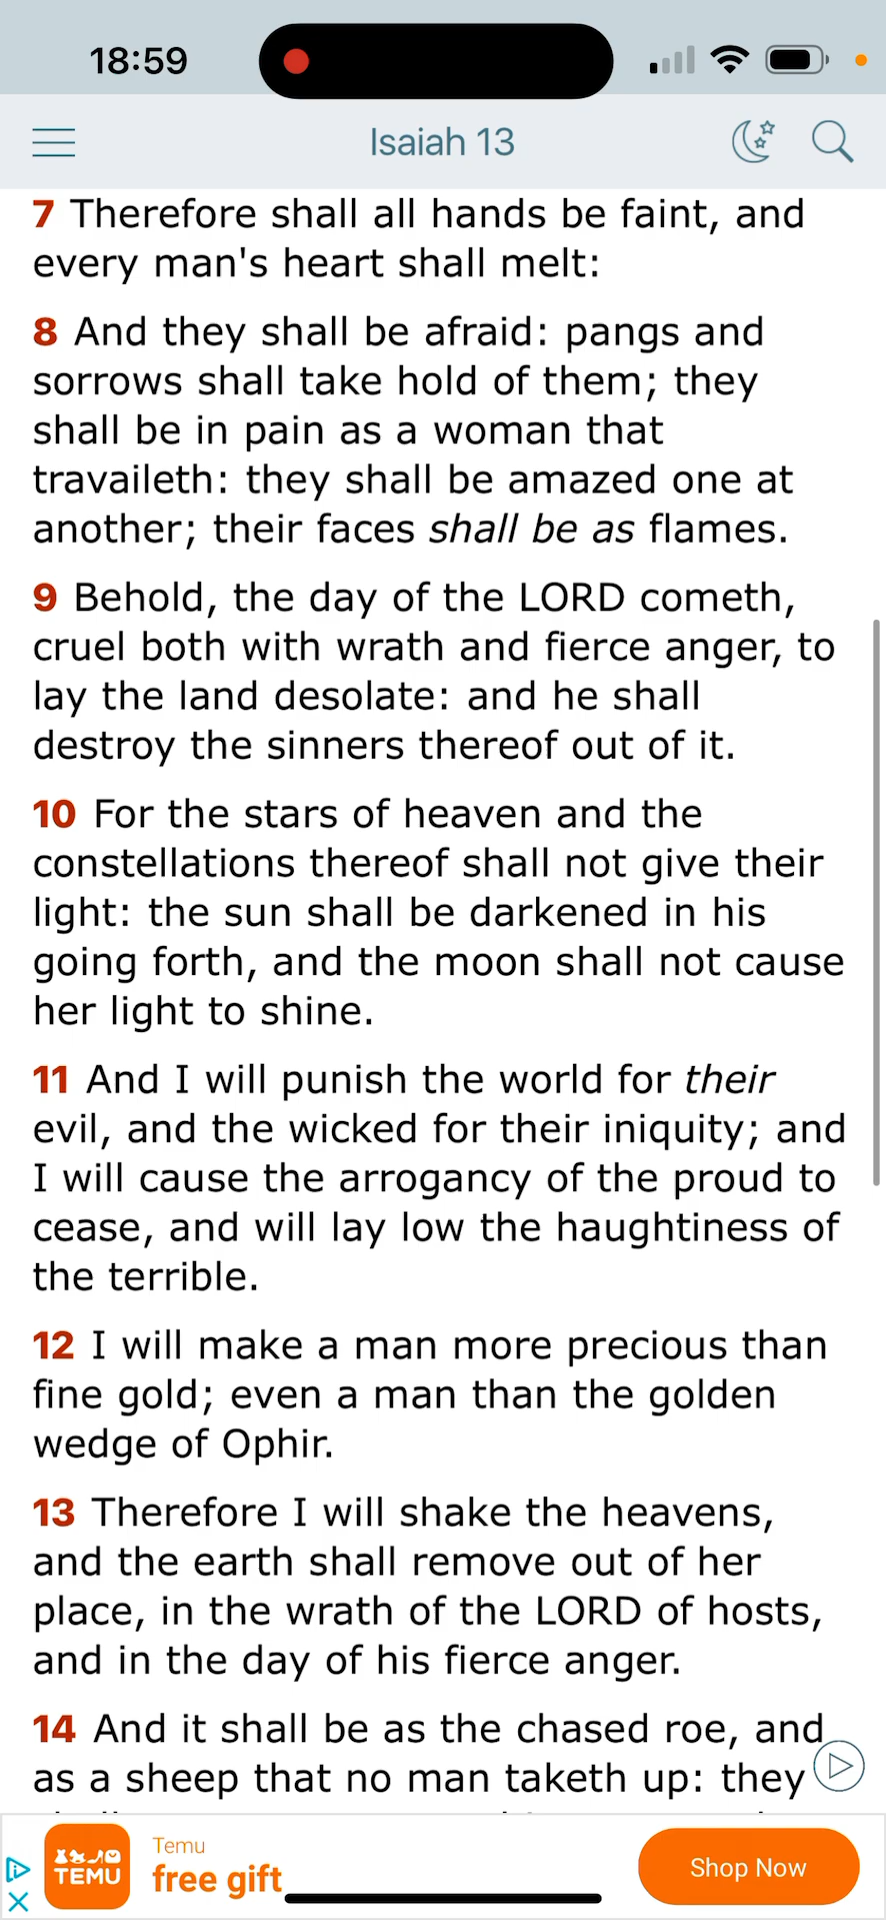 18:59
Isaiah 13
7 Therefore shall all hands be faint, and
every man's heart shall melt:
8 And they shall be afraid: pangs and
sorrows shall take hold of them; they
shall be in pain as a woman that
travaileth: they shall be amazed one at
another; their faces shall be as flames.
9 Behold, the day of the LORD cometh,
cruel both with wrath and fierce anger, to
lay the land desolate: and he shall
destroy the sinners thereof out of it.
10 For the stars of heaven and the
constellations thereof shall not give their
light: the sun shall be darkened in his
going forth, and the moon shall not cause
her light to shine.
11 And I will punish the world for their
evil, and the wicked for their iniquity; and
I will cause the arrogancy of the proud to
cease, and will lay low the haughtiness of
the terrible.
12 I will make a man more precious than
fine gold; even a man than the golden
wedge of Ophir.
13 Therefore I will shake the heavens,
and the earth shall remove out of her
place, in the wrath of the LORD of hosts,
and in the day of his fierce anger.
14 And it shall be as the chased roe, and
as a sheep that no man taketh up: they
TEMU
Temu
free gift
Shop Now